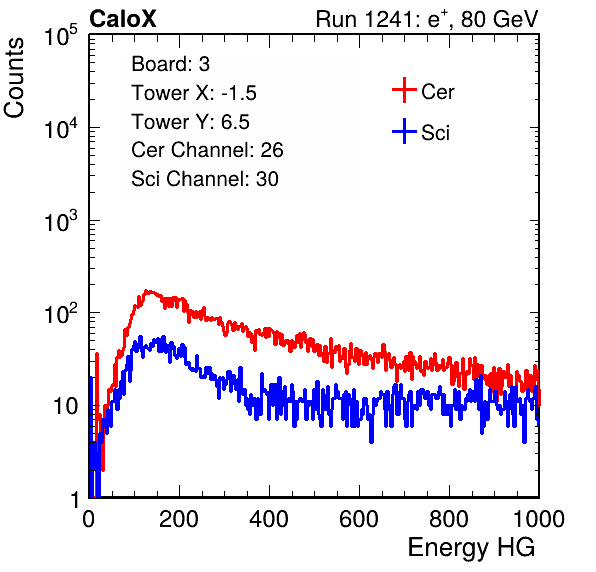 CaloX Run 1241: e⁺, 80 GeV
Counts
10⁵
10⁴
10³
10²
10
1
Board: 3
Tower X: -1.5
Tower Y: 6.5
Cer Channel: 26
Sci Channel: 30
Cer
Sci
0 200 400 600 800 1000
Energy HG